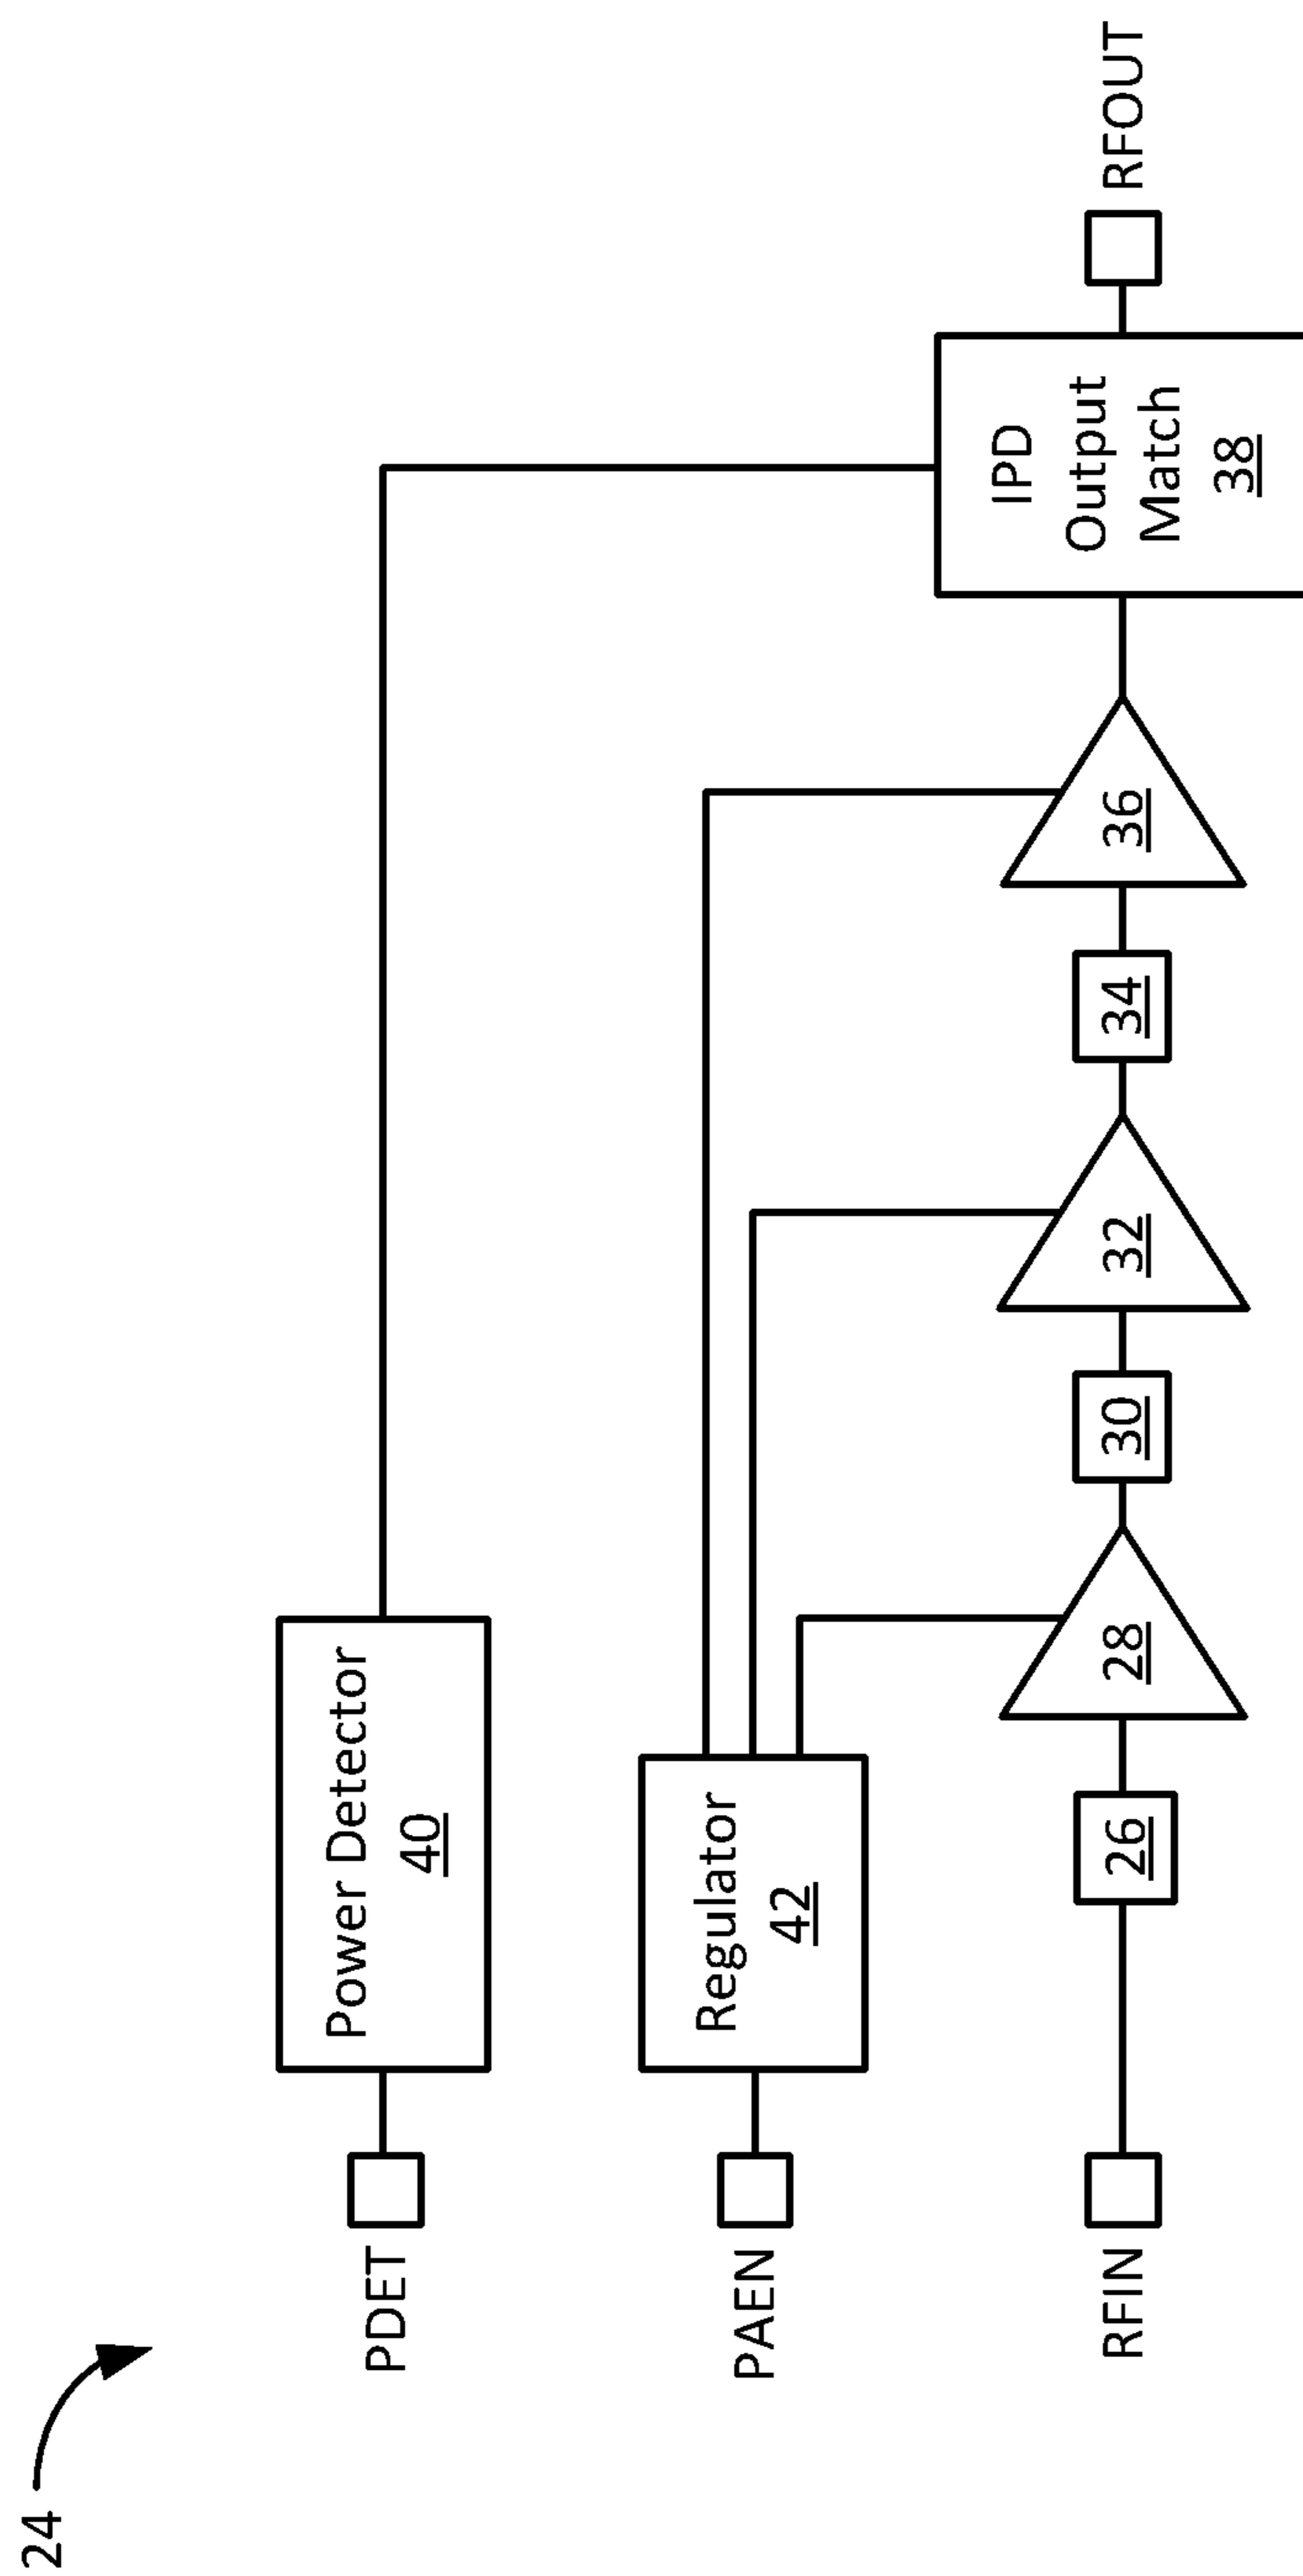 24
PDET
Power Detector
40
PAEN
Regulator
42
RFIN
26
28
30
32
34
36
IPD
Output
Match
38
RFOUT